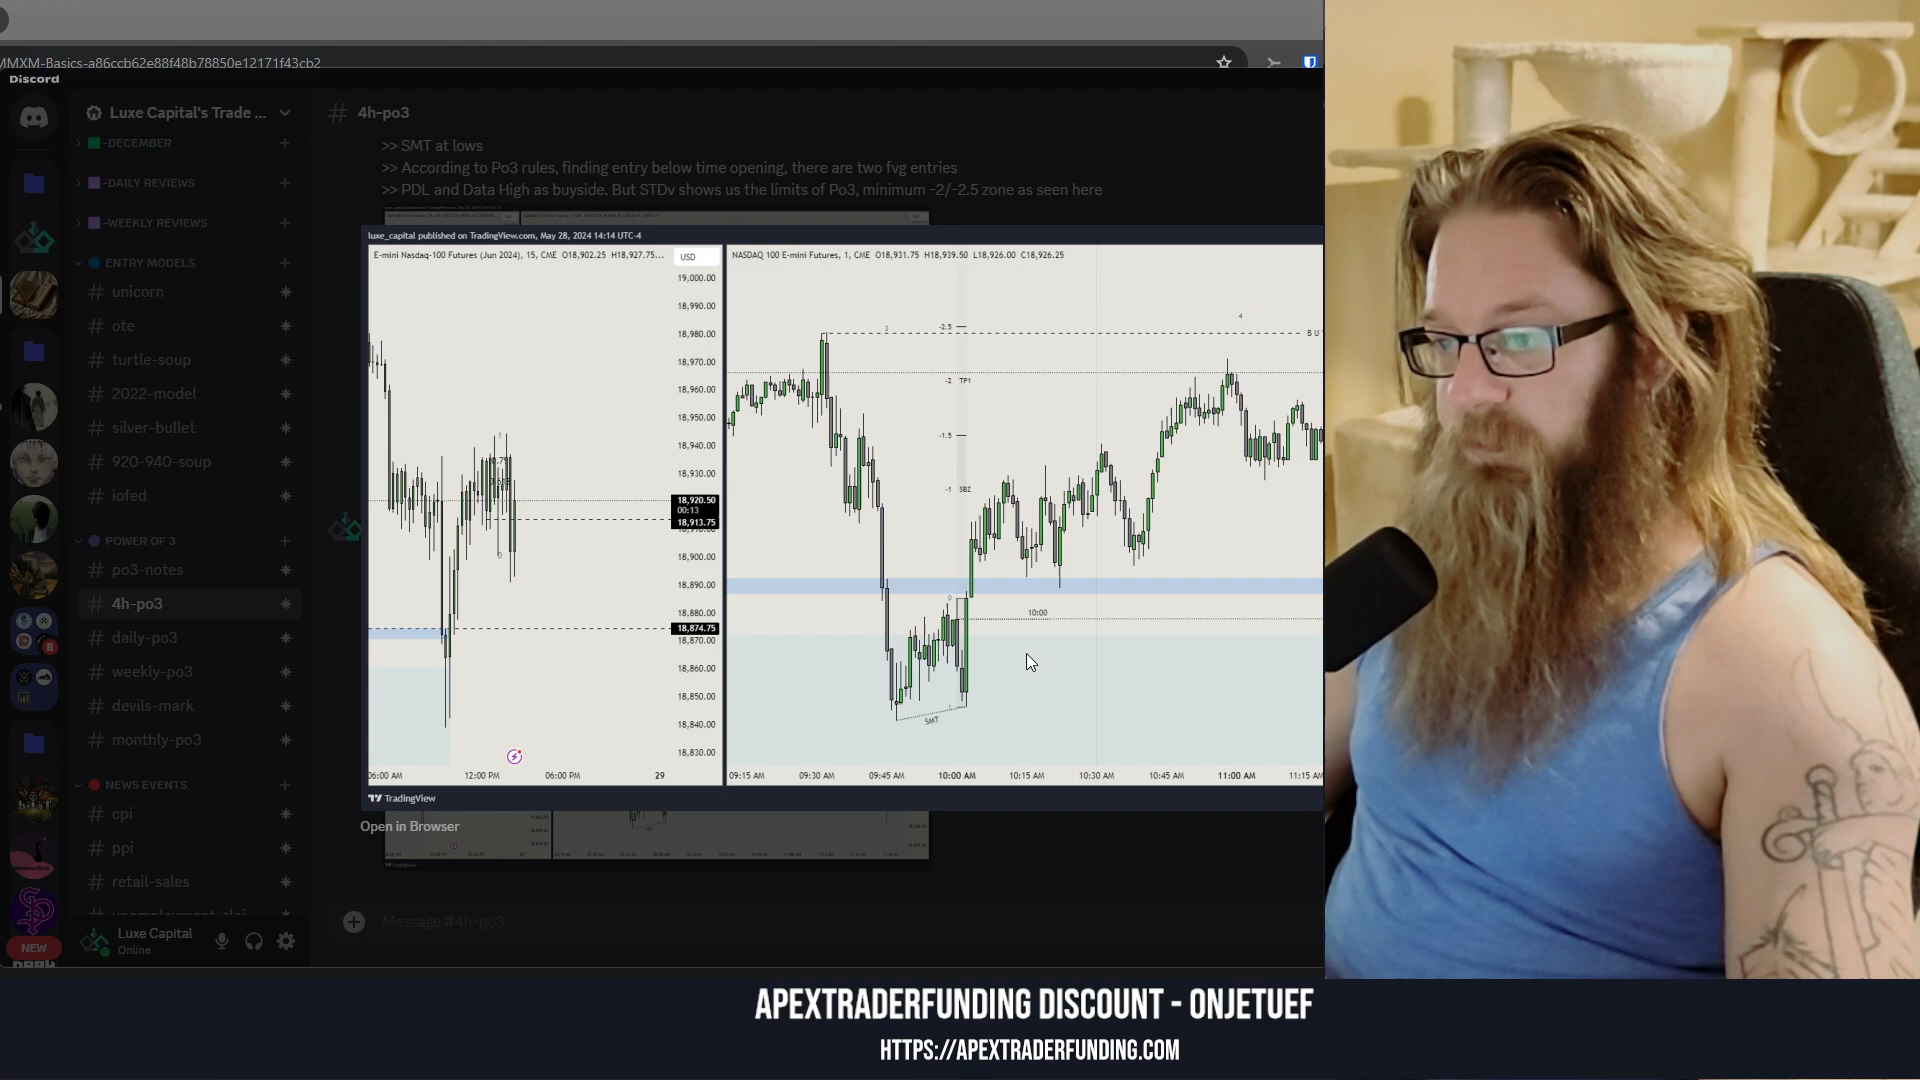 MMXM-Basics-a86ccb62e88f48b78850e12171f43cb2
Discord
Luxe Capital's Trade ...
4h-po3
-DECEMBER
-DAILY REVIEWS
-WEEKLY REVIEWS
ENTRY MODELS
unicorn
ote
turtle-soup
2022-model
silver-bullet
920-940-soup
iofed
POWER OF 3
po3-notes
4h-po3
daily-po3
weekly-po3
devils-mark
monthly-po3
NEWS EVENTS
cpi
ppi
retail-sales
8
NEW
Luxe Capital
Online
>> SMT at lows
>> According to Po3 rules, finding entry below time opening, there are two fvg entries
>> PDL and Data High as buyside. But STDv shows us the limits of Po3, minimum -2/-2.5 zone as seen here
luxe_capital published on TradingView.com, May 28, 2024 14:14 UTC-4
E-mini Nasdaq-100 Futures (Jun 2024), 15, CME O18,902.25 H18,927.75...
USD
19,000.00
18,990.00
18,980.00
18,970.00
18,960.00
18,950.00
18,940.00
18,930.00
18,920.50
00:13
18,913.75
18,900.00
18,890.00
18,880.00
18,874.75
18,870.00
18,860.00
18,850.00
18,840.00
18,830.00
1
0
06:00 AM 12:00 PM 06:00 PM 29
NASDAQ 100 E-mini Futures, 1, CME O18,931.75 H18,939.50 L18,926.00 C18,926.25
3
4
-2.5
-2 TP1
-1.5
-1 SB2
0
10:00
SMT
09:15 AM 09:30 AM 09:45 AM 10:00 AM 10:15 AM 10:30 AM 10:45 AM 11:00 AM 11:15 AM
TradingView
Open in Browser
Message #4h-po3
APEXTRADERFUNDING DISCOUNT - ONJETUEF
HTTPS://APEXTRADERFUNDING.COM